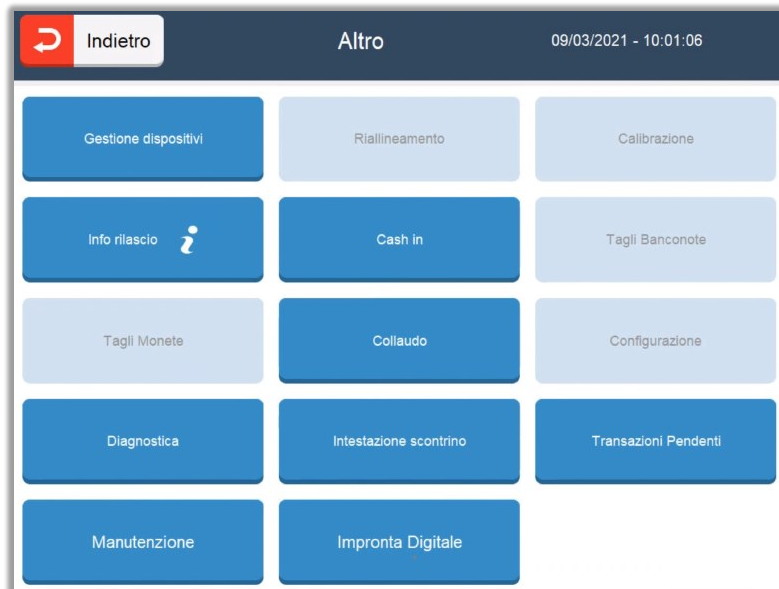 Indietro
Altro
09/03/2021 - 10:01:06
Gestione dispositivi
Riallineamento
Calibrazione
Info rilascio
Cash in
Tagli Banconote
Tagli Monete
Collaudo
Configurazione
Diagnostica
Intestazione scontrino
Transazioni Pendenti
Manutenzione
Impronta Digitale